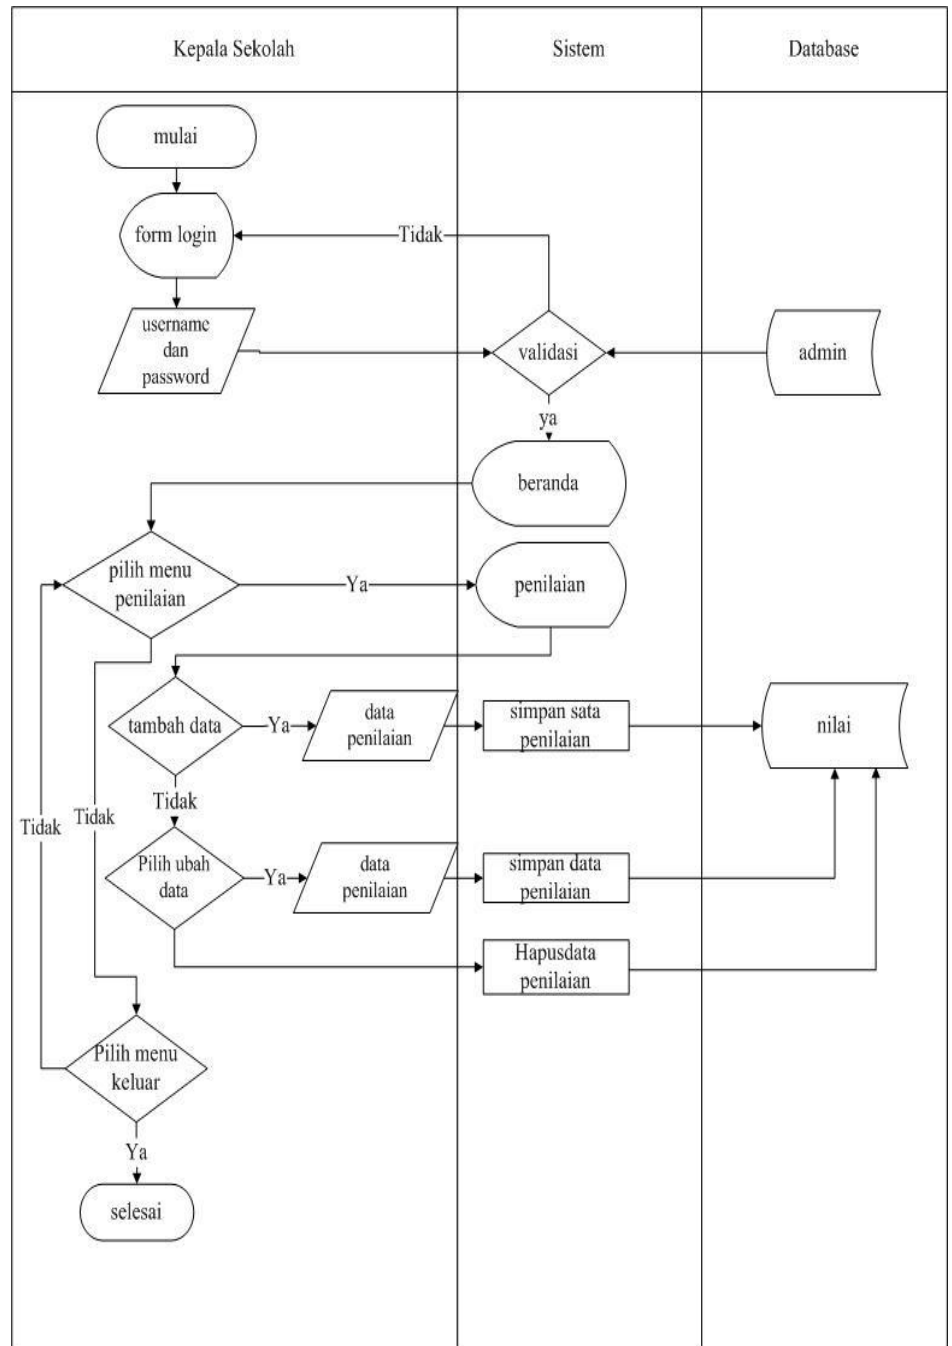 Kepala Sekolah
Sistem
Database
mulai
form login
Tidak
username
dan
password
validasi
admin
ya
beranda
pilih menu
penilaian
Ya
penilaian
tambah data
Ya
data
penilaian
simpan sata
penilaian
nilai
Tidak
Tidak
Tidak
Pilih ubah
data
Ya
data
penilaian
simpan data
penilaian
Hapusdata
penilaian
Pilih menu
keluar
Ya
selesai